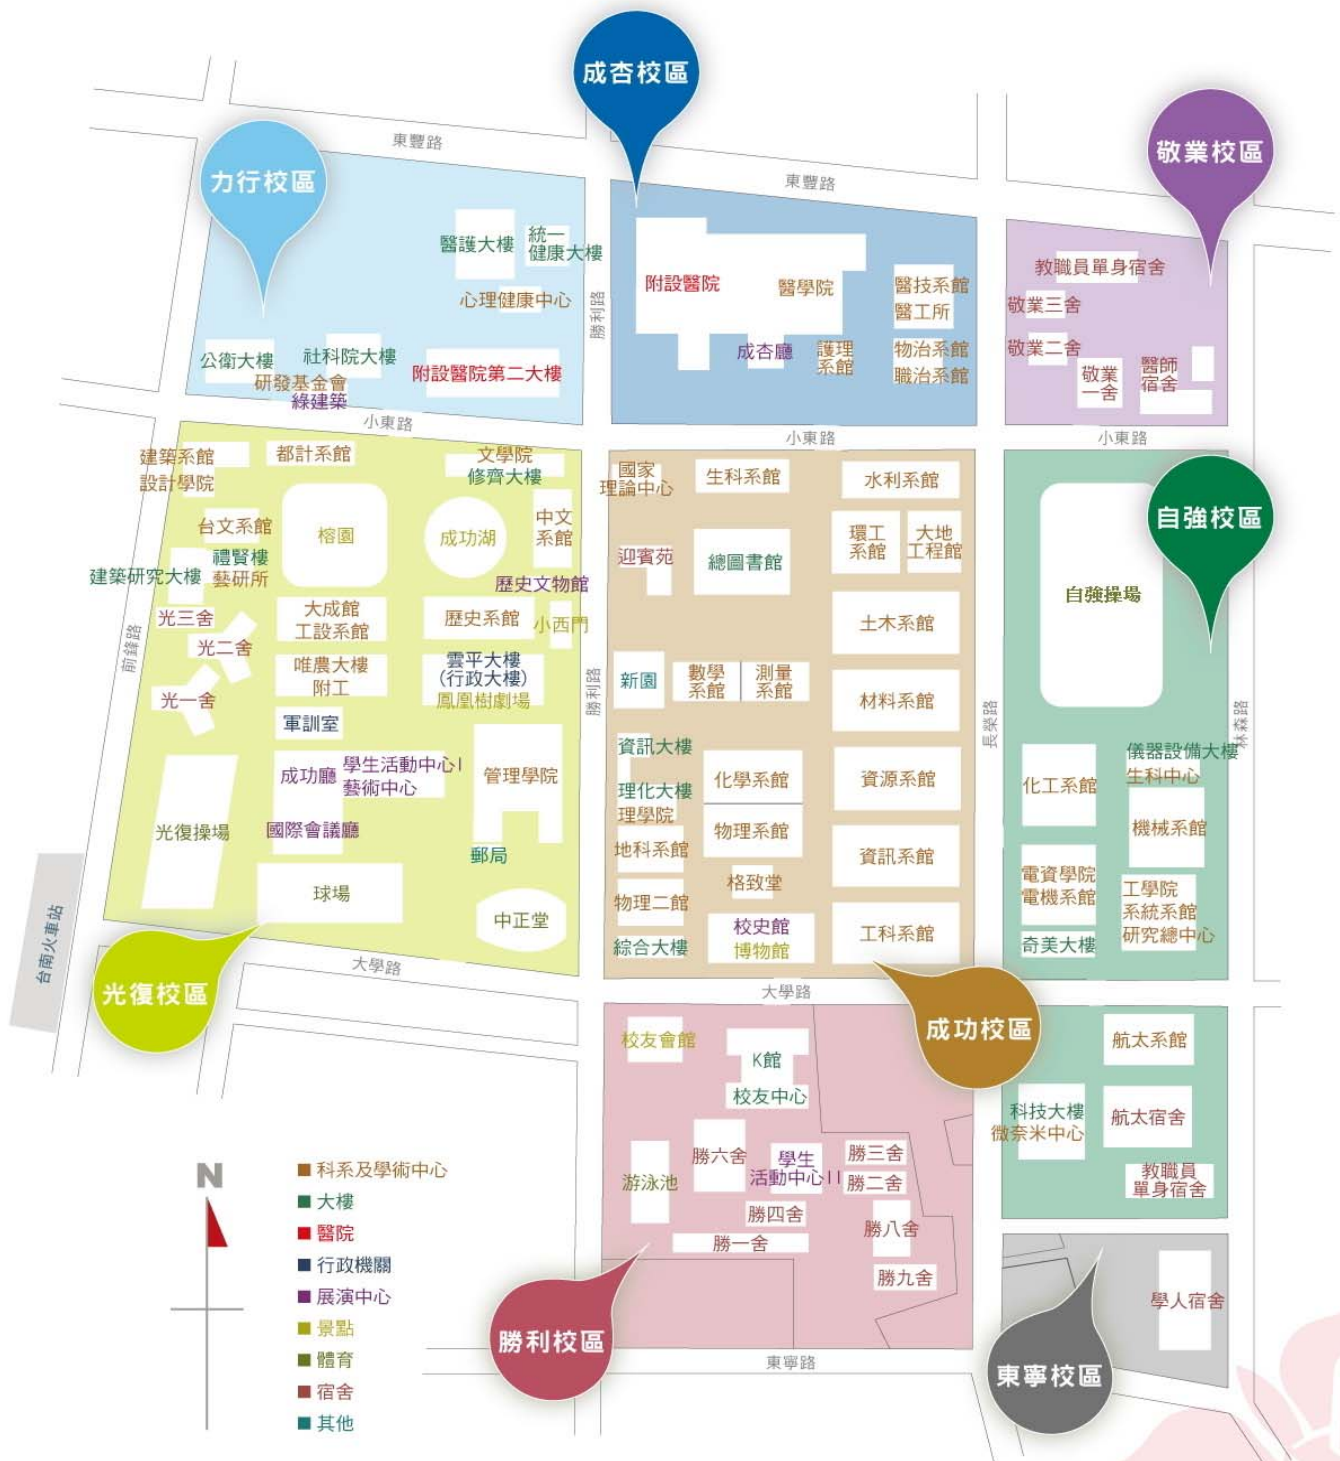 成杏校區
敬業校區
力行校區
東豐路
東豐路
醫護大樓
統一
健康大樓
心理健康中心
公衛大樓
社科院大樓
研發基金會
綠建築
附設醫院第二大樓
勝利路
附設醫院
醫學院
醫技系館
醫工所
成杏廳
護理
系館
物治系館
職治系館
教職員單身宿舍
敬業三舍
敬業二舍
敬業
一舍
醫師
宿舍
小東路
小東路
小東路
建築系館
設計學院
都計系館
文學院
修齊大樓
台文系館
榕園
成功湖
中文
系館
建築研究大樓
禮賢樓
藝研所
歷史文物館
光三舍
大成館
工設系館
歷史系館
小西門
光二舍
唯農大樓
附工
雲平大樓
(行政大樓)
鳳凰樹劇場
光一舍
軍訓室
成功廳
學生活動中心I
藝術中心
管理學院
光復操場
國際會議廳
郵局
球場
中正堂
前鋒路
勝利路
台南火車站
大學路
光復校區
國家
理論中心
生科系館
水利系館
迎賓苑
總圖書館
環工
系館
大地
工程館
土木系館
新園
數學
系館
測量
系館
材料系館
資訊大樓
化學系館
資源系館
理化大樓
理學院
物理系館
地科系館
資訊系館
物理二館
格致堂
綜合大樓
校史館
博物館
工科系館
長榮路
大學路
成功校區
自強校區
自強操場
林森路
化工系館
儀器設備大樓
生科中心
機械系館
電資學院
電機系館
工學院
系統系館
研究總中心
奇美大樓
航太系館
科技大樓
微奈米中心
航太宿舍
教職員
單身宿舍
校友會館
K館
校友中心
游泳池
勝六舍
學生
活動中心II
勝三舍
勝二舍
勝四舍
勝一舍
勝八舍
勝九舍
勝利校區
東寧路
學人宿舍
東寧校區
N
科系及學術中心
大樓
醫院
行政機關
展演中心
景點
體育
宿舍
其他